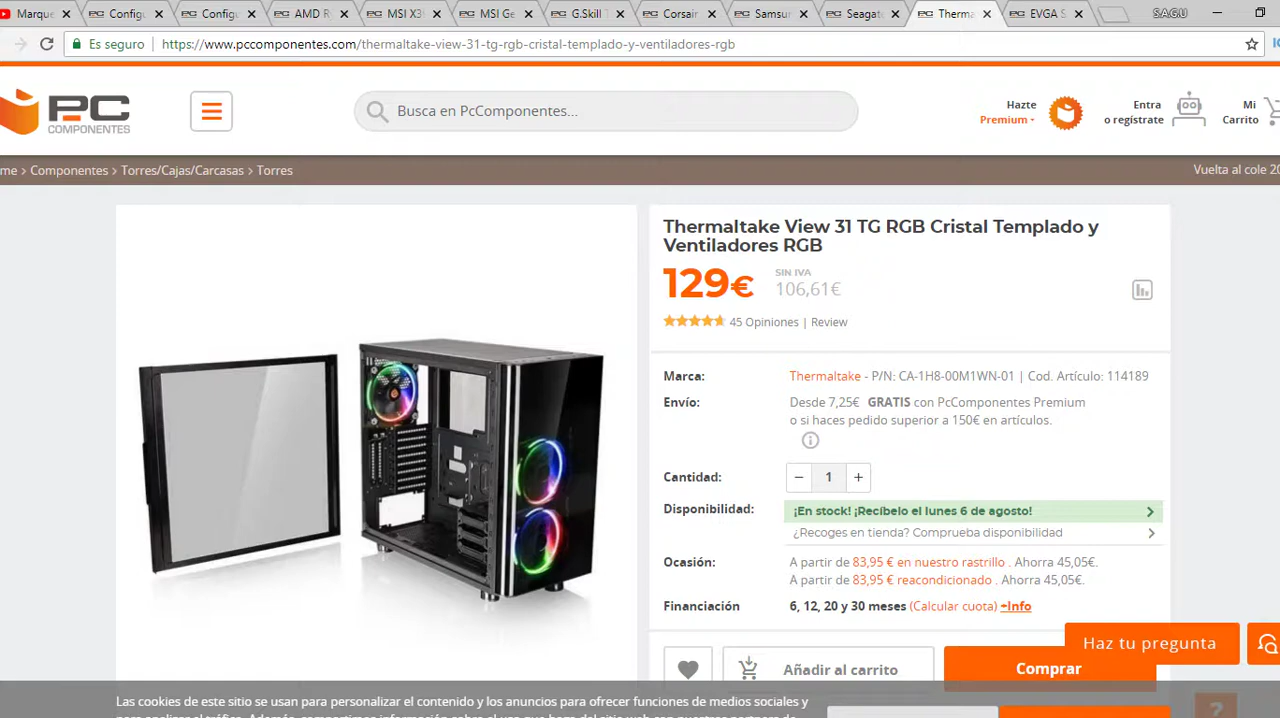 Marque
Configu
Configu
AMD Ry
MSI X3
MSI Ge
G.Skill T
Corsair
Samsu
Seagat
Therma
EVGA S
S.A.G.U
Es seguro
https://www.pccomponentes.com/thermaltake-view-31-tg-rgb-cristal-templado-y-ventiladores-rgb
PC
COMPONENTES
Busca en PcComponentes...
Hazte
Premium
Entra
o regístrate
Mi
Carrito
me > Componentes > Torres/Cajas/Carcasas > Torres
Vuelta al cole 20
Thermaltake View 31 TG RGB Cristal Templado y
Ventiladores RGB
129€
SIN IVA
106,61€
45 Opiniones | Review
Marca: Thermaltake - P/N: CA-1H8-00M1WN-01 | Cod. Artículo: 114189
Envío: Desde 7,25€ GRATIS con PcComponentes Premium
o si haces pedido superior a 150€ en artículos.
Cantidad: − 1 +
Disponibilidad: ¡En stock! ¡Recíbelo el lunes 6 de agosto!
¿Recoges en tienda? Comprueba disponibilidad
Ocasión: A partir de 83,95 € en nuestro rastrillo . Ahorra 45,05€.
A partir de 83,95 € reacondicionado . Ahorra 45,05€.
Financiación 6, 12, 20 y 30 meses (Calcular cuota) +Info
Haz tu pregunta
Añadir al carrito
Comprar
Las cookies de este sitio se usan para personalizar el contenido y los anuncios para ofrecer funciones de medios sociales y
?